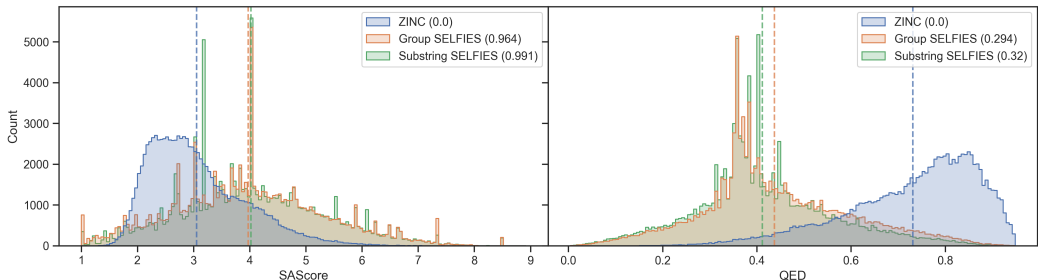 ZINC (0.0)
Group SELFIES (0.964)
Substring SELFIES (0.991)
ZINC (0.0)
Group SELFIES (0.294)
Substring SELFIES (0.32)
Count
5000
4000
3000
2000
1000
0
1 2 3 4 5 6 7 8 9
0.0 0.2 0.4 0.6 0.8
SAScore
QED